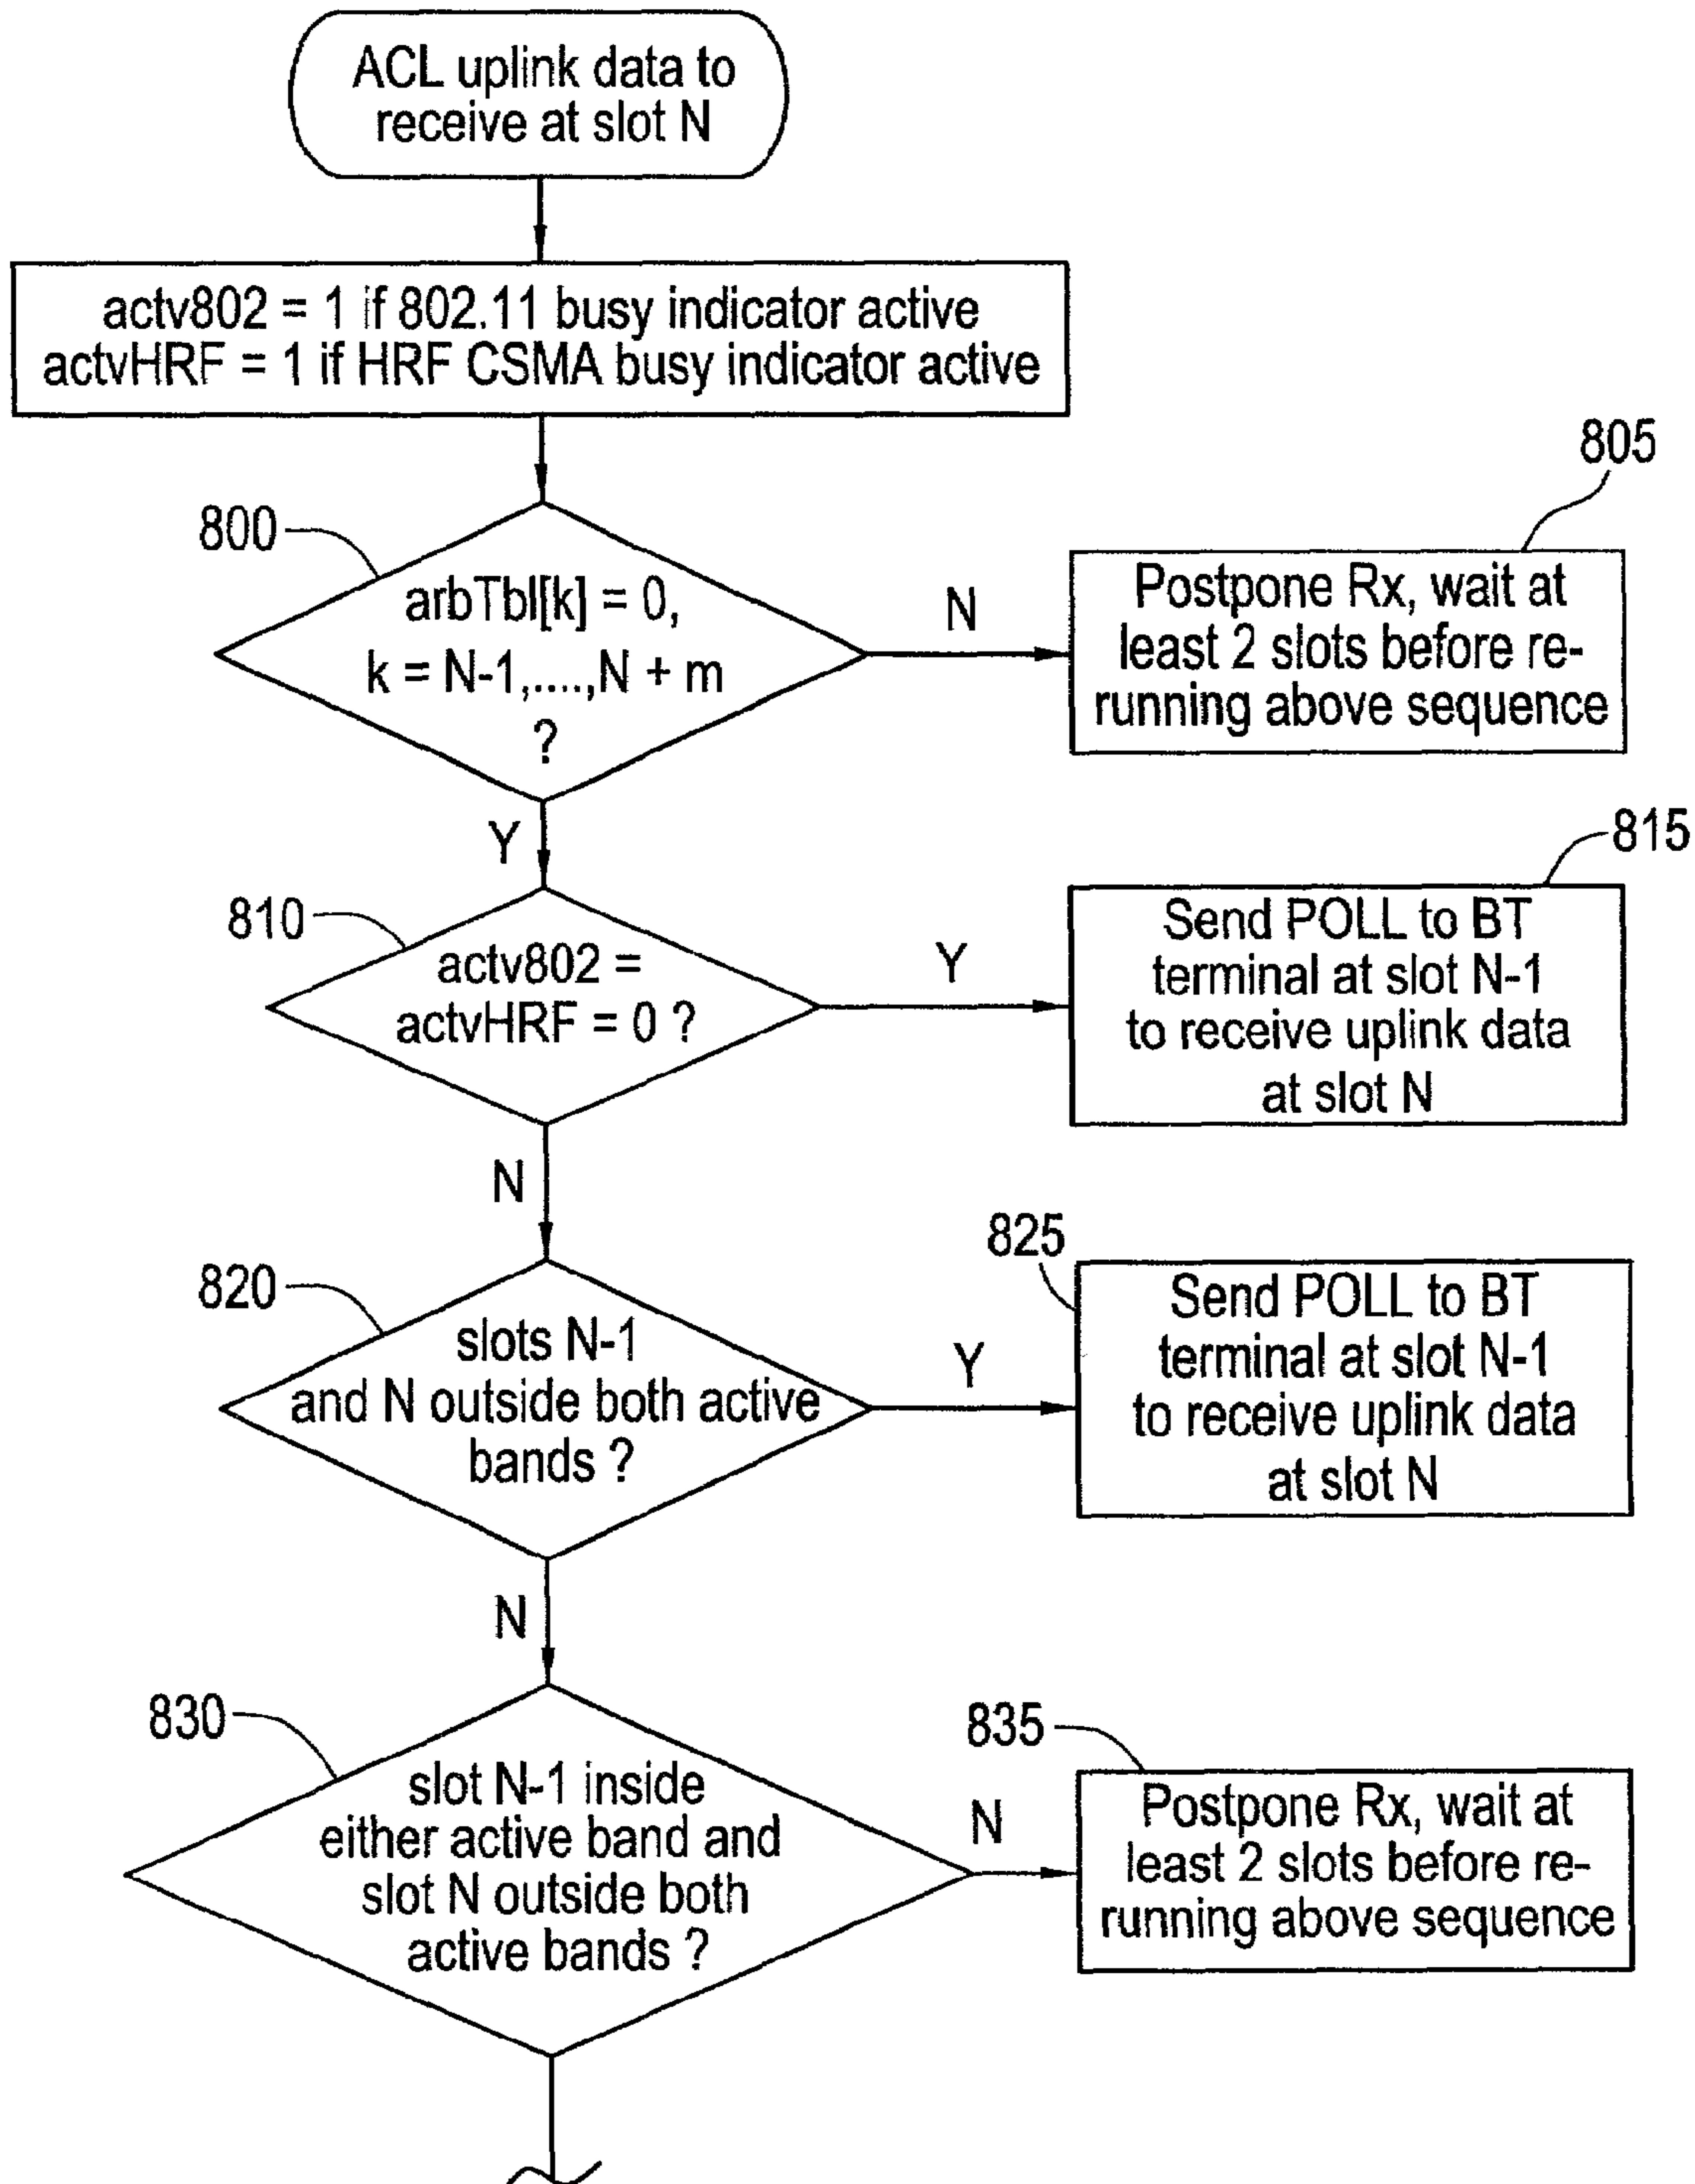 ACL uplink data to
receive at slot N
actv802 = 1 if 802.11 busy indicator active
actvHRF = 1 if HRF CSMA busy indicator active
800
arbTbl[k] = 0,
k = N-1,....,N + m
?
N
805
Postpone Rx, wait at
least 2 slots before re-
running above sequence
Y
810
actv802 =
actvHRF = 0 ?
Y
815
Send POLL to BT
terminal at slot N-1
to receive uplink data
at slot N
N
820
slots N-1
and N outside both active
bands ?
Y
825
Send POLL to BT
terminal at slot N-1
to receive uplink data
at slot N
N
830
slot N-1 inside
either active band and
slot N outside both
active bands ?
N
835
Postpone Rx, wait at
least 2 slots before re-
running above sequence